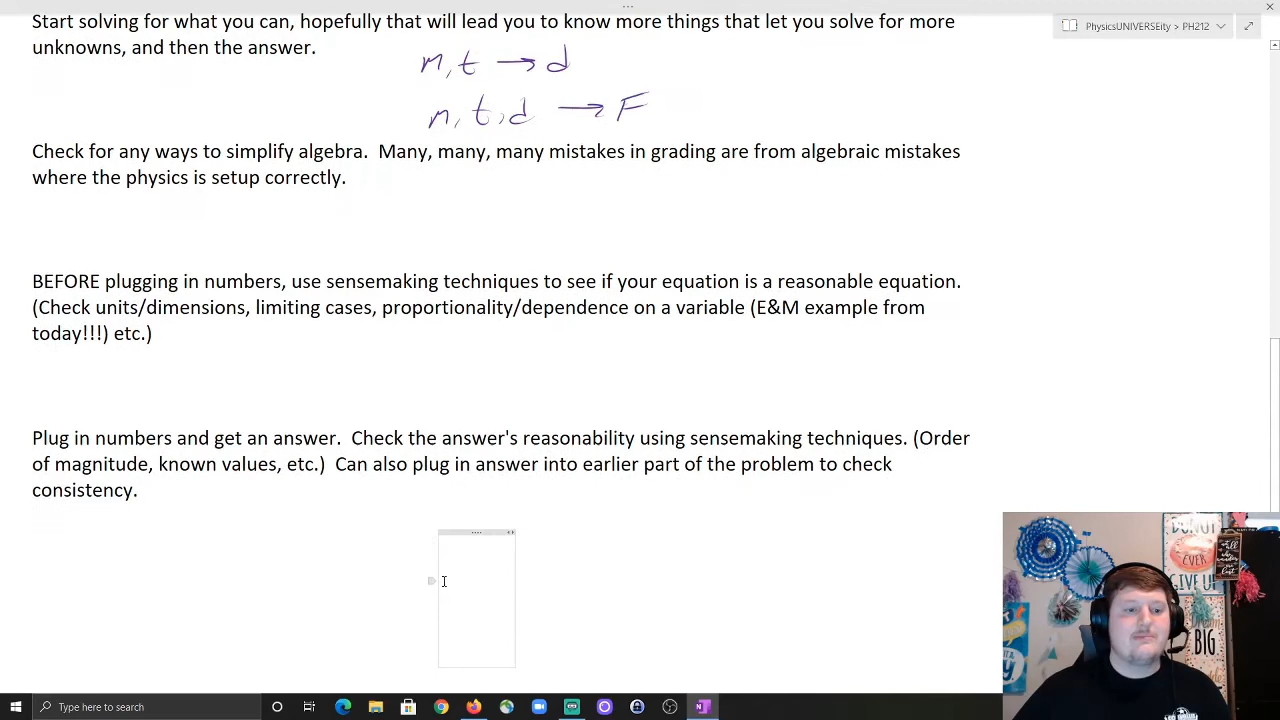 Start solving for what you can, hopefully that will lead you to know more things that let you solve for more
unknowns, and then the answer.
PhysicsUNIVERSEity > PH212
m, t → d
m, t, d → F
Check for any ways to simplify algebra.  Many, many, many mistakes in grading are from algebraic mistakes
where the physics is setup correctly.
BEFORE plugging in numbers, use sensemaking techniques to see if your equation is a reasonable equation.
(Check units/dimensions, limiting cases, proportionality/dependence on a variable (E&M example from
today!!!) etc.)
Plug in numbers and get an answer.  Check the answer's reasonability using sensemaking techniques. (Order
of magnitude, known values, etc.)  Can also plug in answer into earlier part of the problem to check
consistency.
DONUT
EVER
GIVE UP
DREAM
BIG
Type here to search